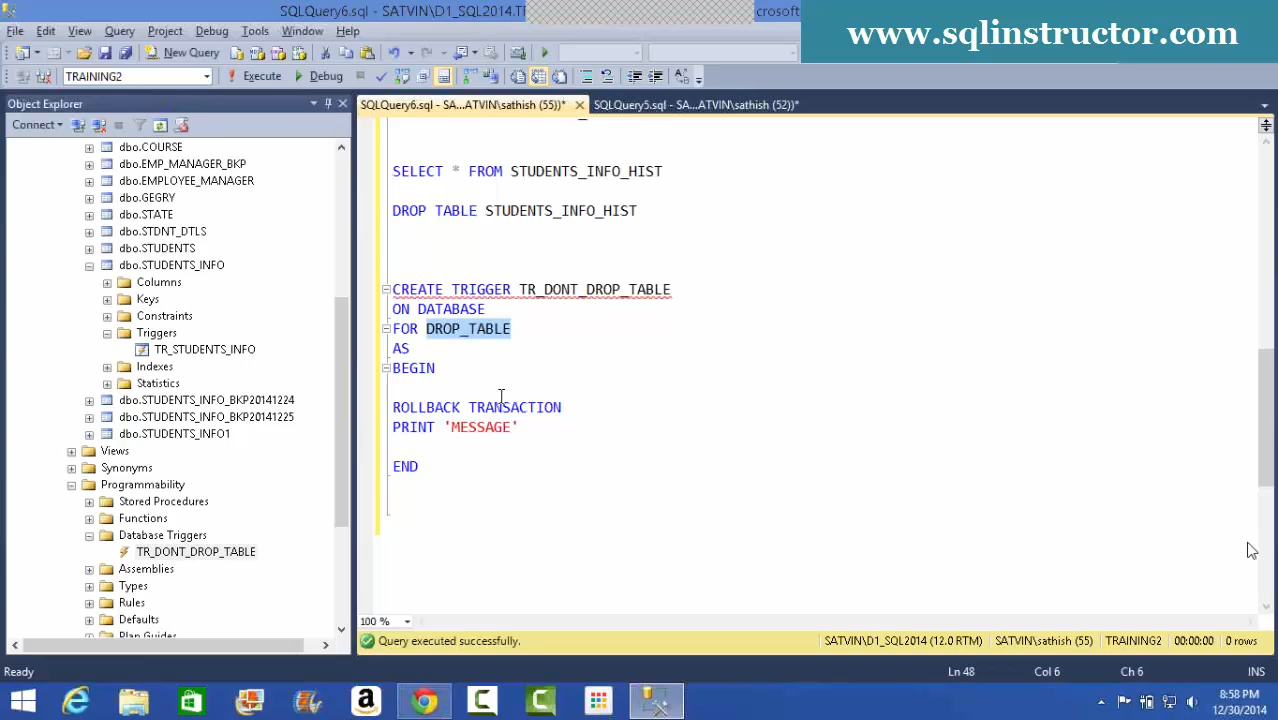 SQLQuery6.sql - SATVIN\D1_SQL2014.TR
crosoft
www.sqlinstructor.com
File Edit View Query Project Debug Tools Window Help
New Query
TRAINING2
Execute
Debug
Object Explorer
SQLQuery6.sql - SA...ATVIN\sathish (55))*
SQLQuery5.sql - SA...ATVIN\sathish (52))*
Connect
dbo.COURSE
dbo.EMP_MANAGER_BKP
dbo.EMPLOYEE_MANAGER
dbo.GEGRY
dbo.STATE
dbo.STDNT_DTLS
dbo.STUDENTS
dbo.STUDENTS_INFO
Columns
Keys
Constraints
Triggers
TR_STUDENTS_INFO
Indexes
Statistics
dbo.STUDENTS_INFO_BKP20141224
dbo.STUDENTS_INFO_BKP20141225
dbo.STUDENTS_INFO1
Views
Synonyms
Programmability
Stored Procedures
Functions
Database Triggers
TR_DONT_DROP_TABLE
Assemblies
Types
Rules
Defaults
Plan Guides
SELECT * FROM STUDENTS_INFO_HIST
DROP TABLE STUDENTS_INFO_HIST
CREATE TRIGGER TR_DONT_DROP_TABLE
ON DATABASE
FOR DROP_TABLE
AS
BEGIN
ROLLBACK TRANSACTION
PRINT 'MESSAGE'
END
100 %
Query executed successfully.
SATVIN\D1_SQL2014 (12.0 RTM)
SATVIN\sathish (55)
TRAINING2
00:00:00
0 rows
Ready
Ln 48
Col 6
Ch 6
INS
8:58 PM
12/30/2014